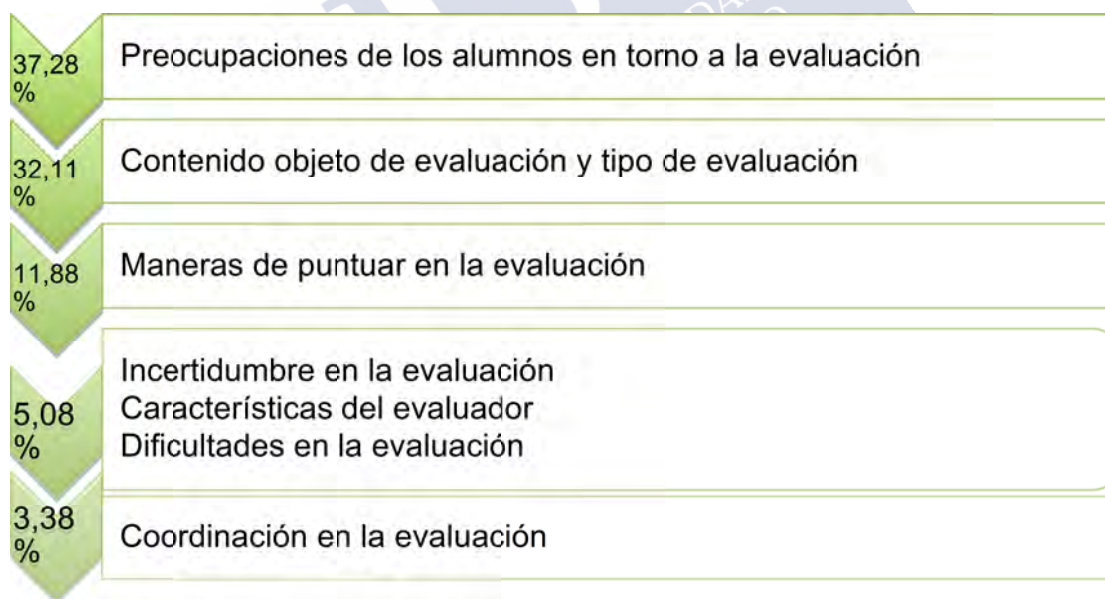 37,28
%
Preocupaciones de los alumnos en torno a la evaluación
32,11
%
Contenido objeto de evaluación y tipo de evaluación
11,88
%
Maneras de puntuar en la evaluación
5,08
%
Incertidumbre en la evaluación
Características del evaluador
Dificultades en la evaluación
3,38
%
Coordinación en la evaluación